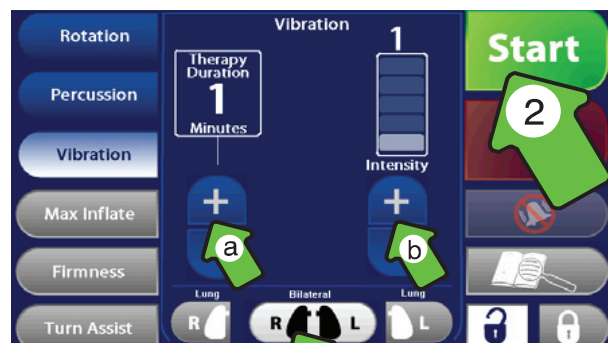 Rotation
Percussion
Vibration
Max Inflate
Firmness
Turn Assist
Vibration
Therapy
Duration
1
Minutes
+
a
1
Intensity
+
b
Lung
R
Bilateral
R L
Lung
L
Start
2